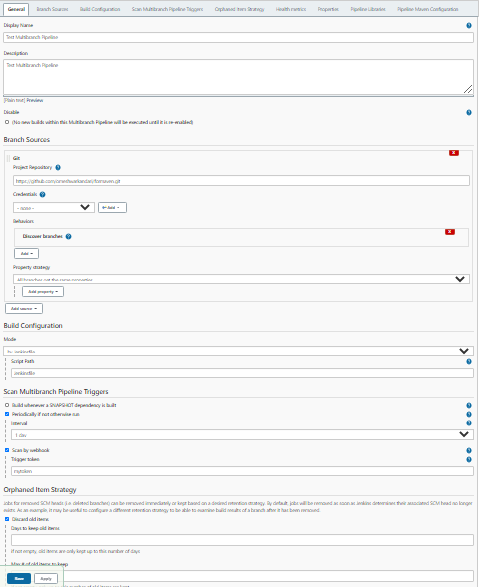 General Branch Sources Build Configuration Scan Multibranch Pipeline Triggers Orphaned Item Strategy Health metrics Properties Pipeline Libraries Pipeline Maven Configuration
Display Name
Test Multibranch Pipeline
Description
Test Multibranch Pipeline
[Plain text] Preview
Disable
(No new builds within this Multibranch Pipeline will be executed until it is re-enabled)
Branch Sources
X
Git
Project Repository
Credentials
- none -
Add
Behaviors
X
Discover branches
Add
Property strategy
All branches get the same properties
Add property
Add source
Build Configuration
Mode
by Jenkinsfile
Script Path
Jenkinsfile
Scan Multibranch Pipeline Triggers
Build whenever a SNAPSHOT dependency is built
Periodically if not otherwise run
Interval
1 day
Scan by webhook
Trigger token
mytoken
Orphaned Item Strategy
Jobs for removed SCM heads (i.e. deleted branches) can be removed immediately or kept based on a desired retention strategy. By default, jobs will be removed as soon as Jenkins determines their associated SCM head no longer
exists. As an example, it may be useful to configure a different retention strategy to be able to examine build results of a branch after it has been removed.
Discard old items
Days to keep old items
If not empty, old items are only kept up to this number of days
Max # of old items to keep
Save Apply